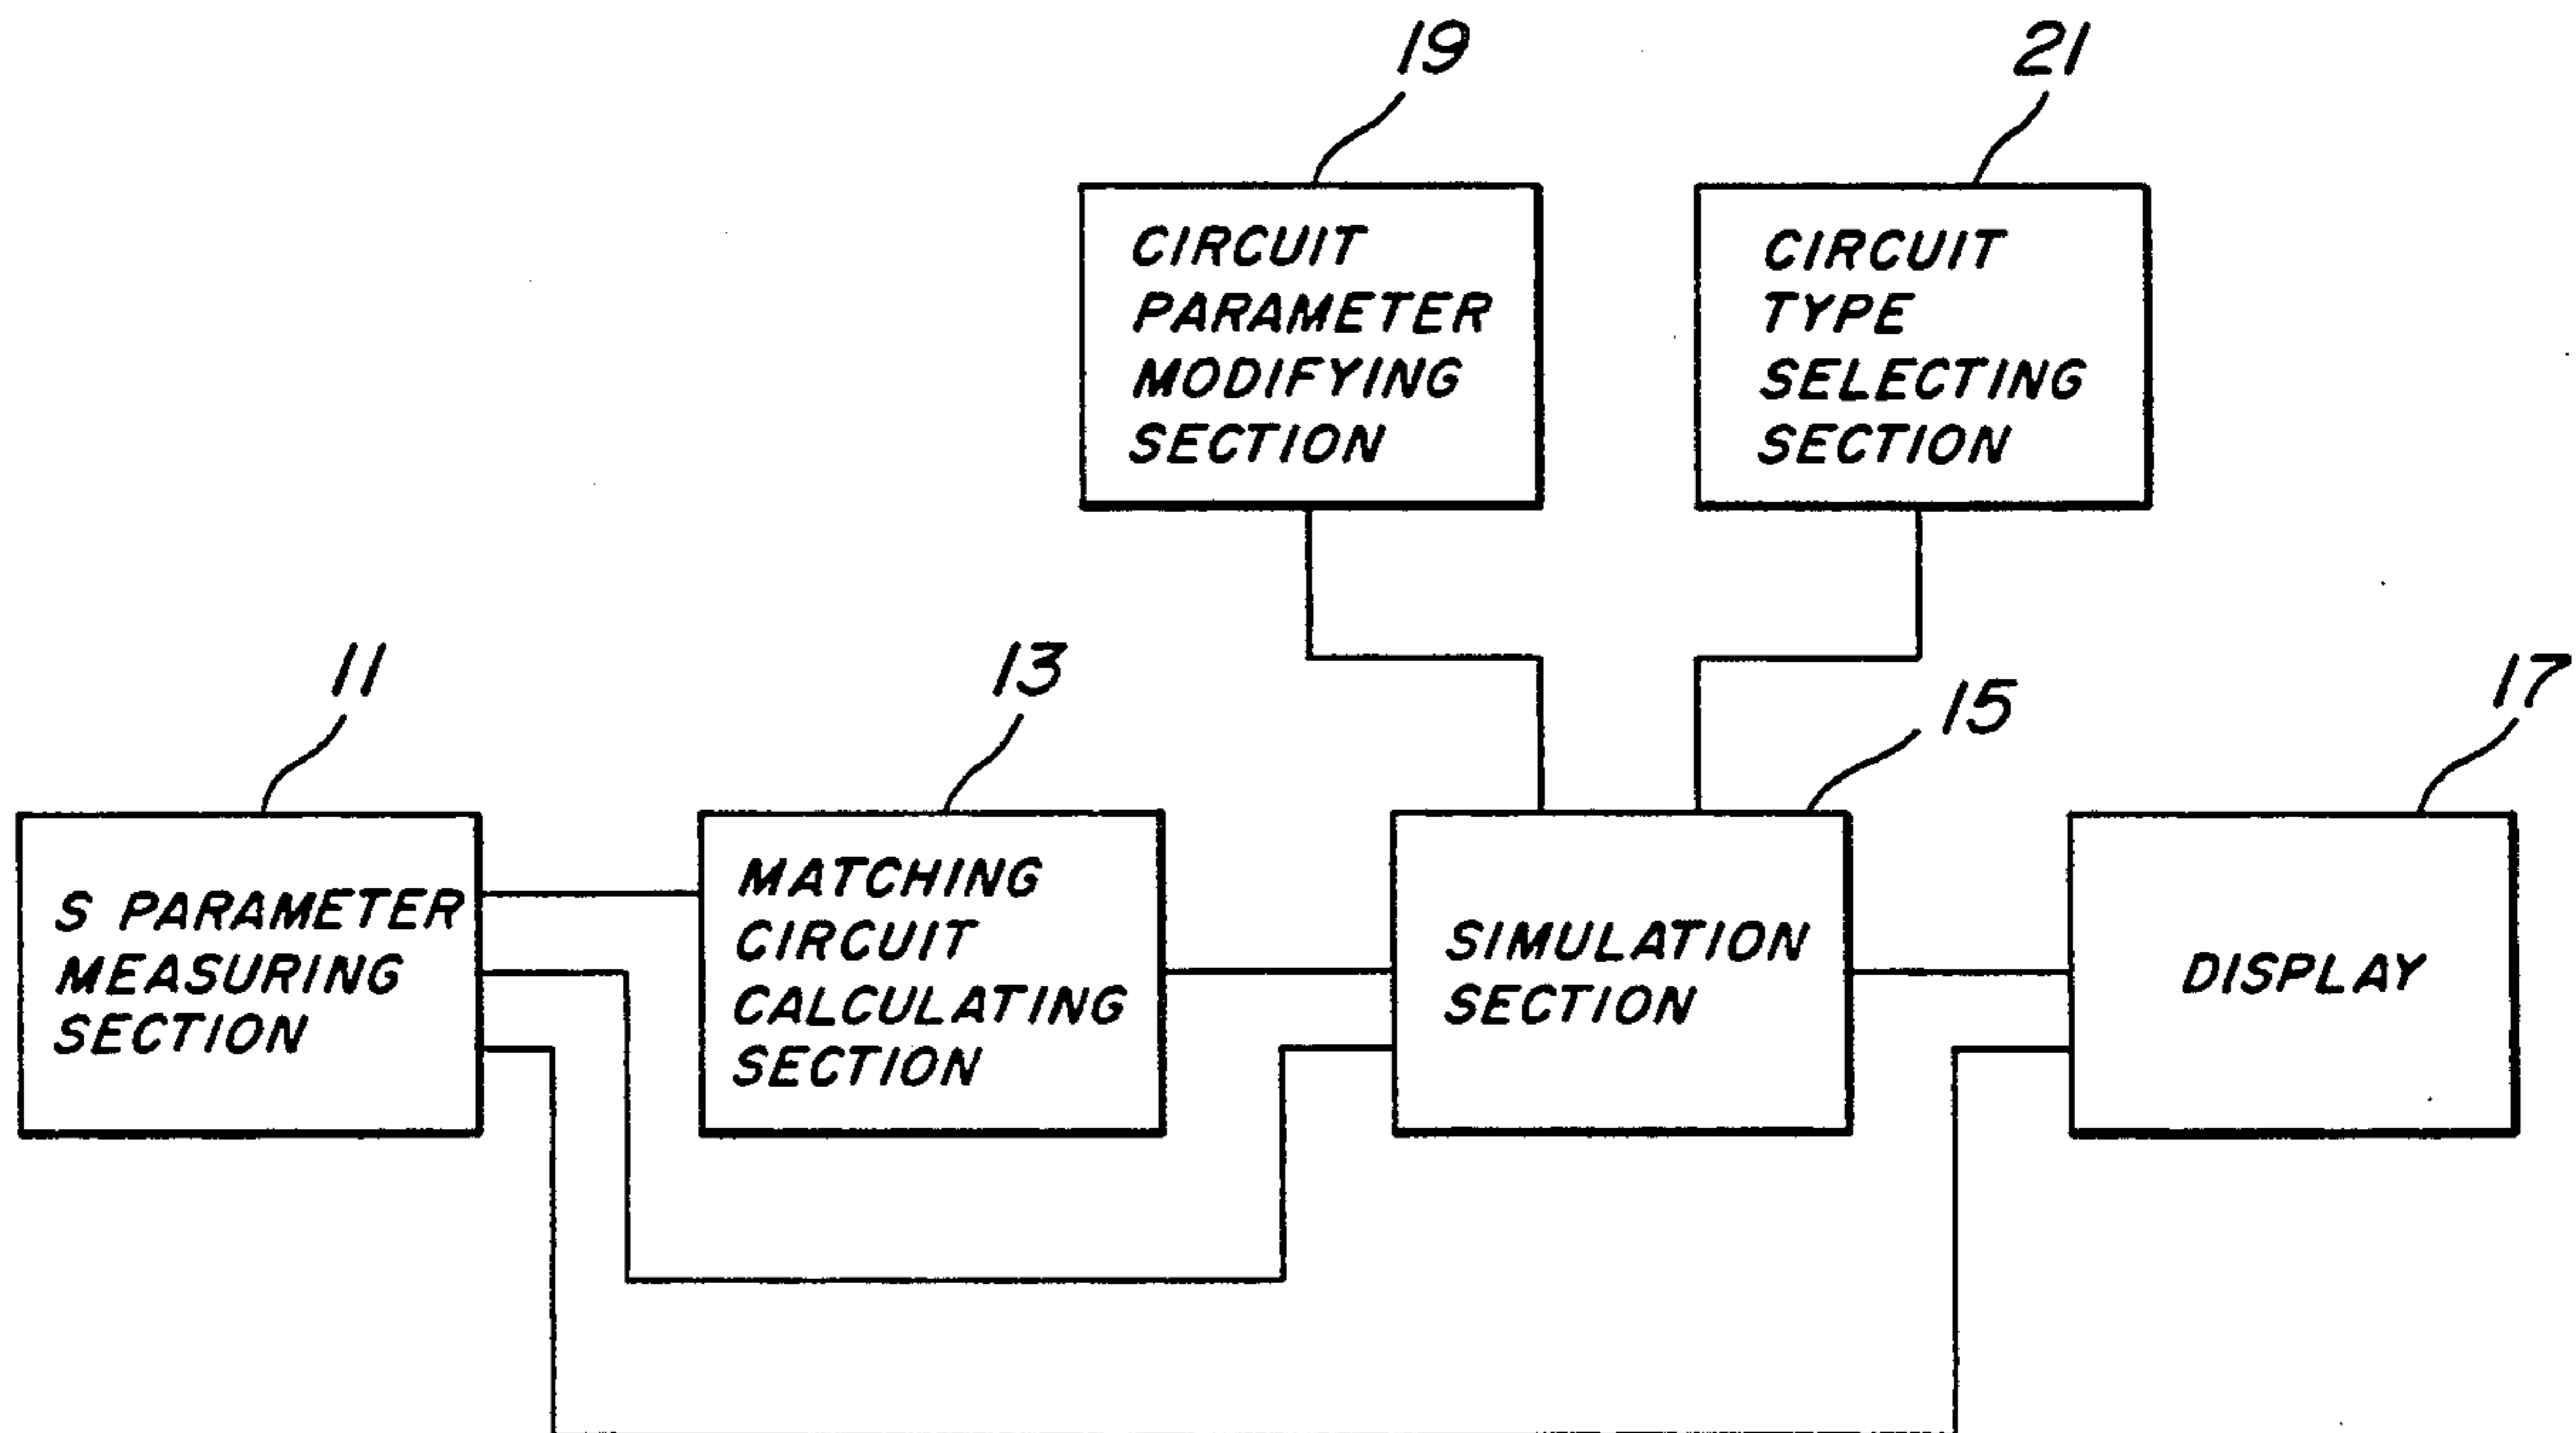 19
21
CIRCUIT
PARAMETER
MODIFYING
SECTION
CIRCUIT
TYPE
SELECTING
SECTION
11
13
15
17
S PARAMETER
MEASURING
SECTION
MATCHING
CIRCUIT
CALCULATING
SECTION
SIMULATION
SECTION
DISPLAY